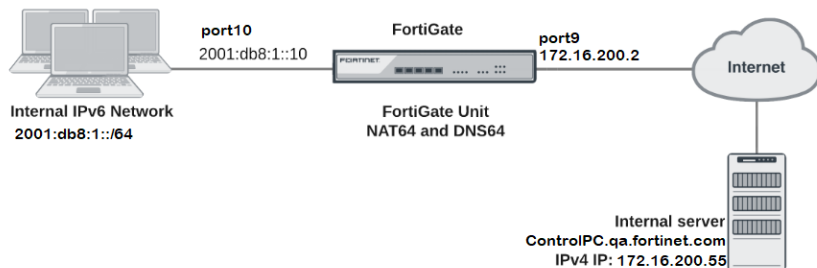 port10
2001:db8:1::10
FortiGate
port9
172.16.200.2
FORTINET
Internet
Internal IPv6 Network
2001:db8:1::/64
FortiGate Unit
NAT64 and DNS64
Internal server
ControlPC.qa.fortinet.com
IPv4 IP: 172.16.200.55